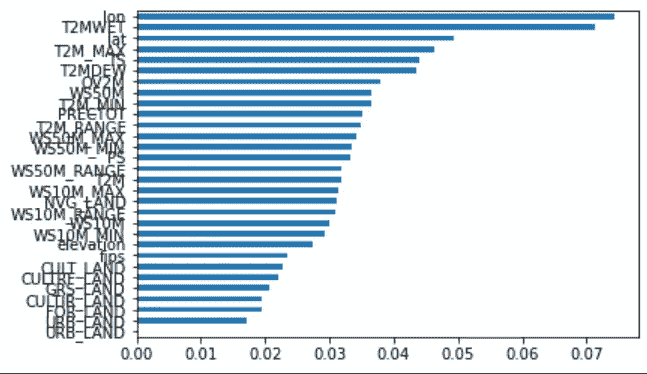 lon
T2MWET
lat
T2M_MAX
TS
T2MDEW
QV2M
WS50M
T2M_MIN
PRECTOT
T2M_RANGE
WS50M_MAX
WS50M_MIN
PS
WS50M_RANGE
T2M
WS10M_MAX
NVG_LAND
WS10M_RANGE
WS10M
WS10M_MIN
elevation
fips
CULT_LAND
CULTRF_LAND
GRS_LAND
CULTIR_LAND
FOR_LAND
URB_LAND
0.00 0.01 0.02 0.03 0.04 0.05 0.06 0.07